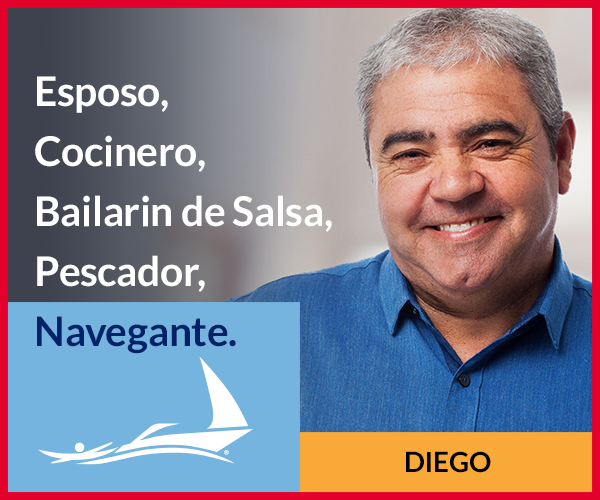 Esposo,
Cocinero,
Bailarin de Salsa,
Pescador,
Navegante.
®
DIEGO